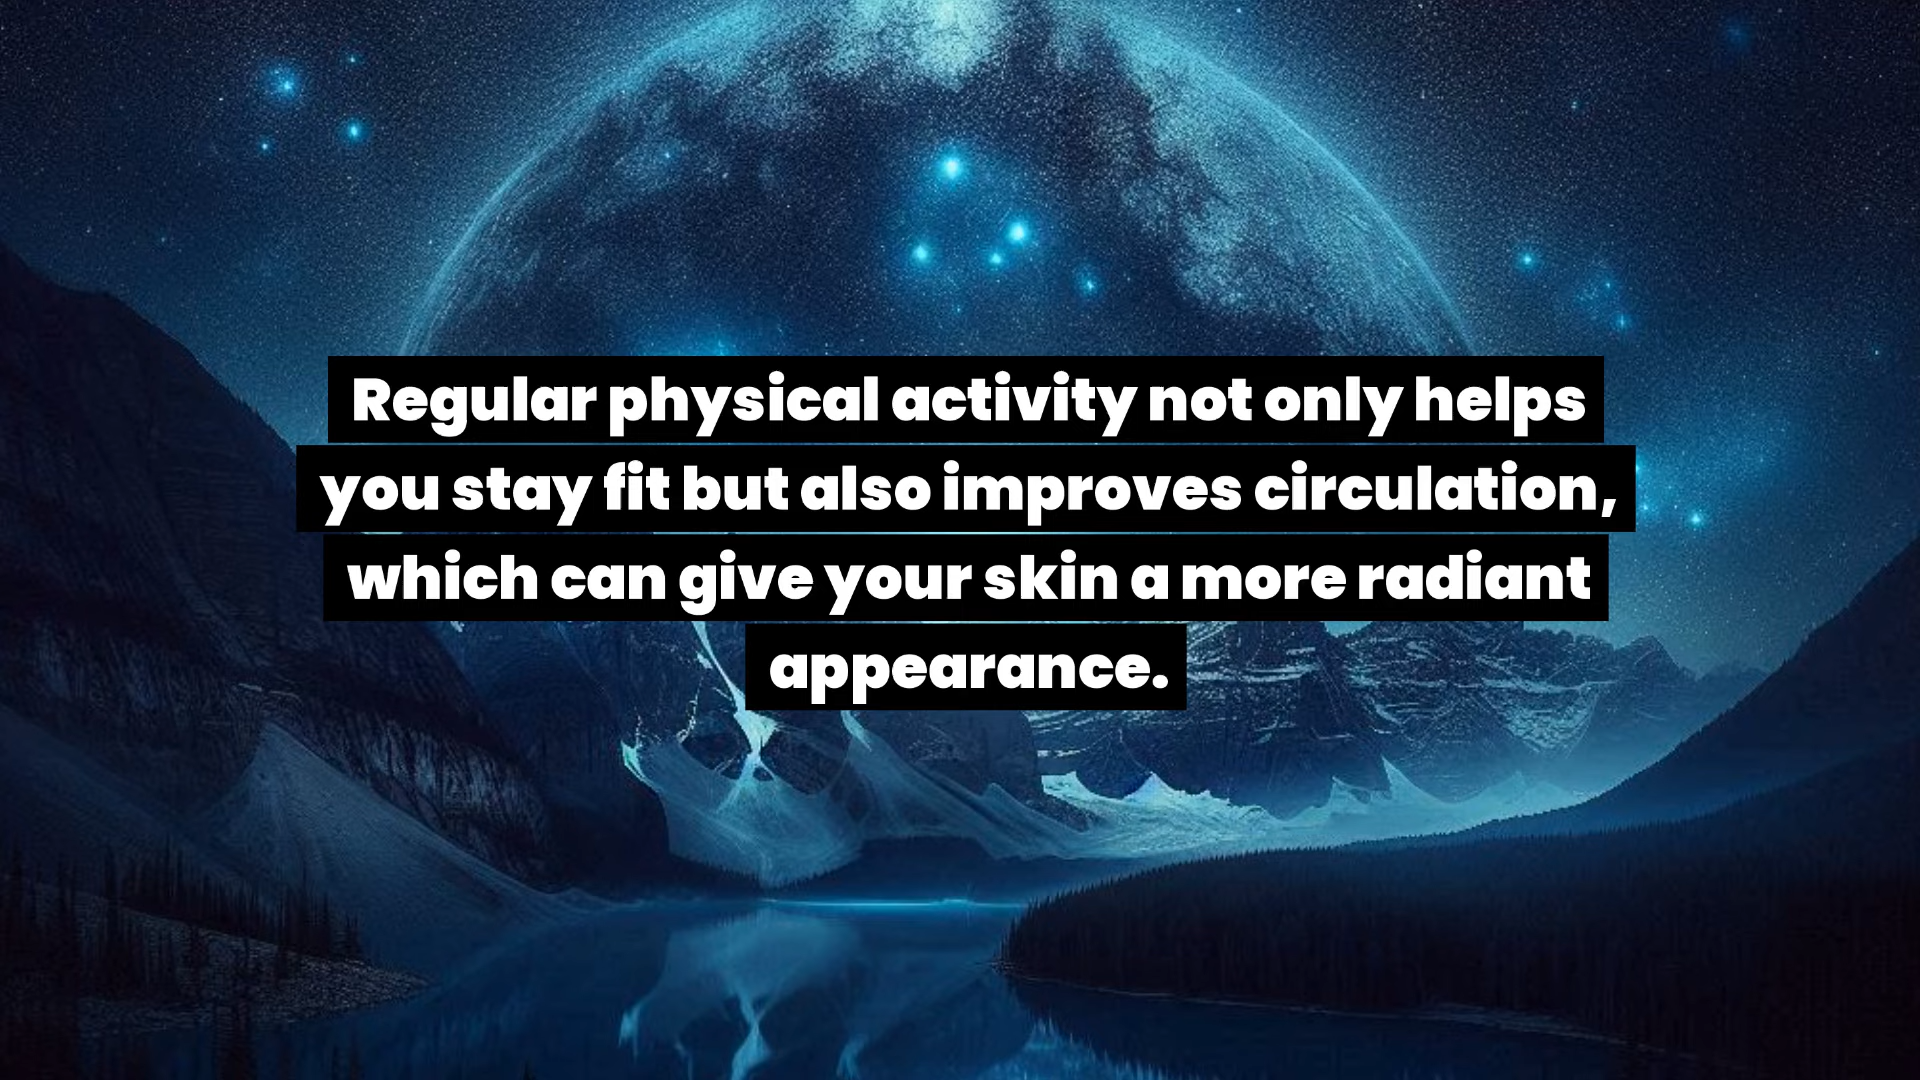 Regular physical activity not only helps
you stay fit but also improves circulation,
which can give your skin a more radiant
appearance.